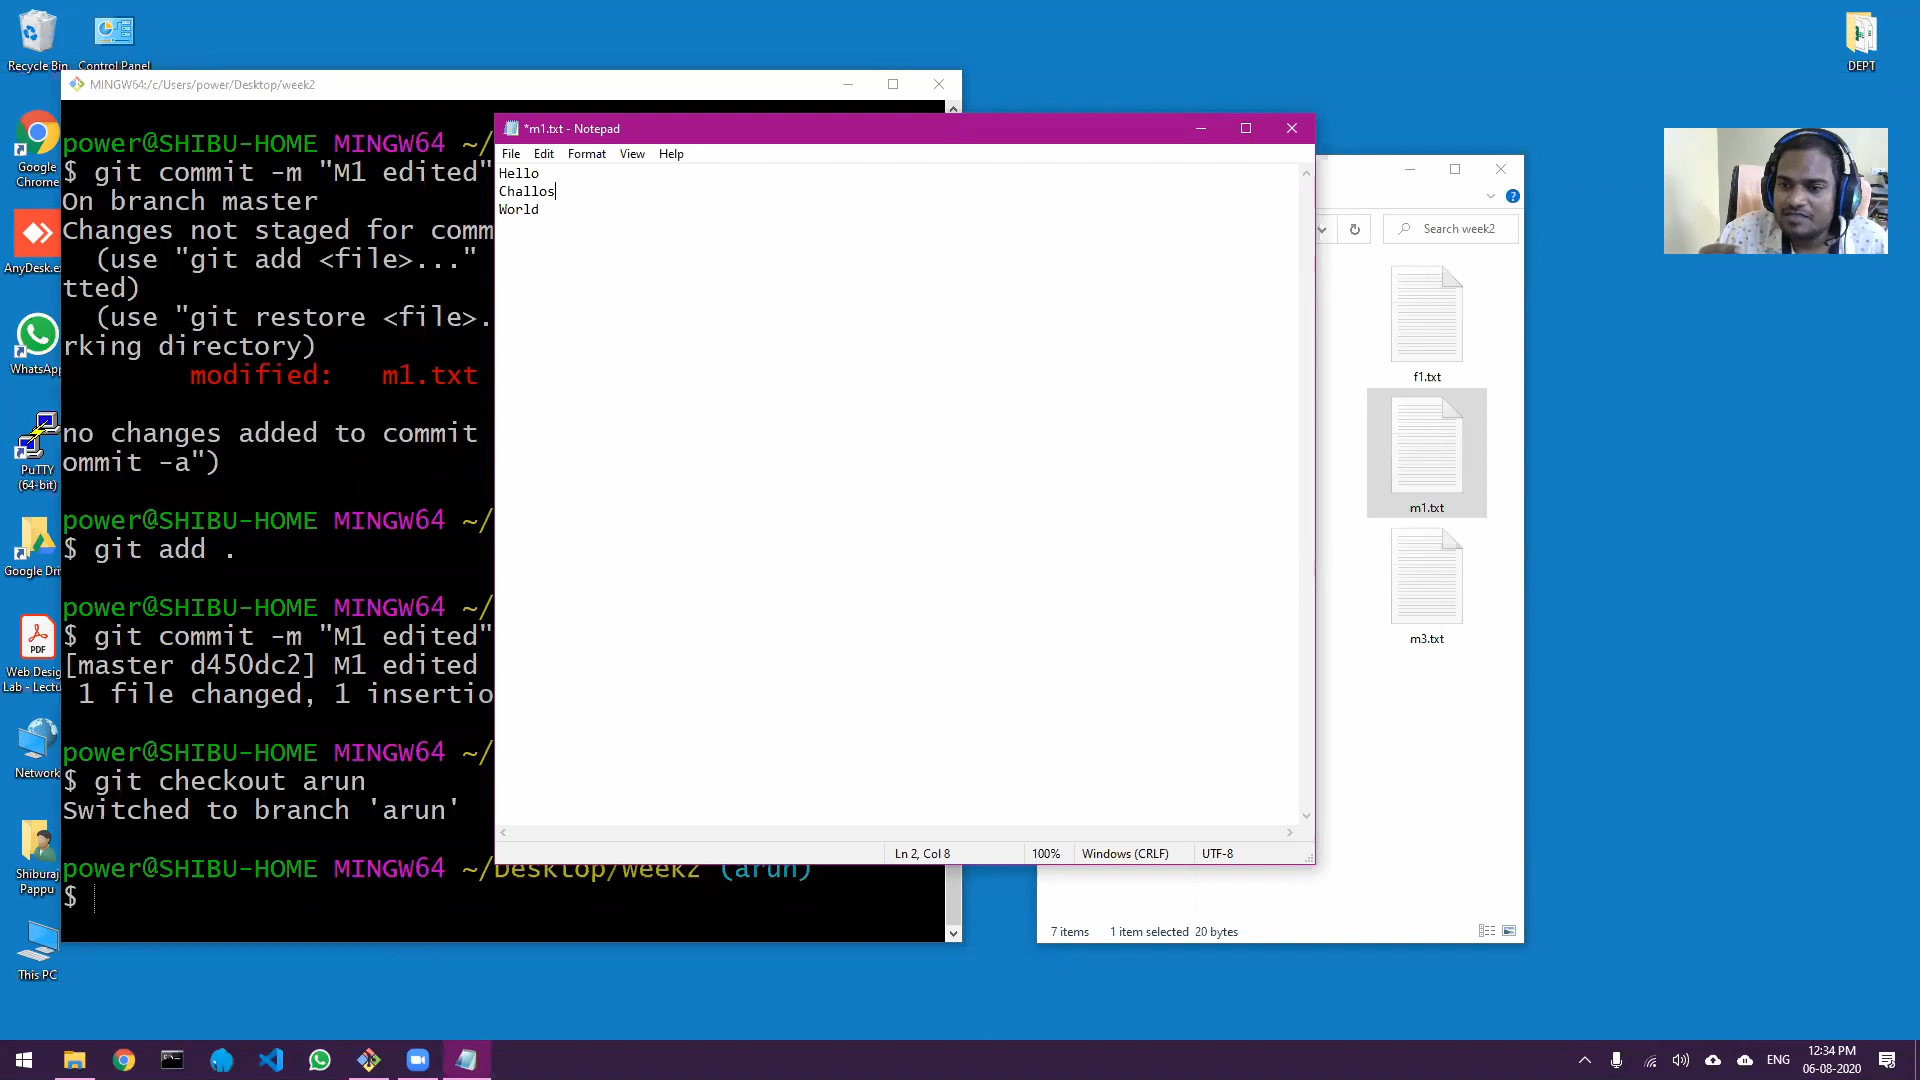 Recycle Bin
Control Panel
DEPT
MINGW64:/c/Users/power/Desktop/week2
power@SHIBU-HOME MINGW64 ~/
$ git commit -m "M1 edited"
On branch master
Changes not staged for comm
(use "git add <file>..."
tted)
(use "git restore <file>.
rking directory)
modified: m1.txt
no changes added to commit
ommit -a")
power@SHIBU-HOME MINGW64 ~/
$ git add .
power@SHIBU-HOME MINGW64 ~/
$ git commit -m "M1 edited"
[master d450dc2] M1 edited
1 file changed, 1 insertio
power@SHIBU-HOME MINGW64 ~/
$ git checkout arun
Switched to branch 'arun'
power@SHIBU-HOME MINGW64 ~/Desktop/week2 (arun)
$
*m1.txt - Notepad
File Edit Format View Help
Hello
Challos
World
Ln 2, Col 8 100% Windows (CRLF) UTF-8
Search week2
f1.txt
m1.txt
m3.txt
7 items 1 item selected 20 bytes
Google
Chrome
AnyDesk.e
WhatsApp
PuTTY
(64-bit)
Google Dri
PDF
Web Desig
Lab - Lectu
Network
Shiburaj
Pappu
This PC
ENG
12:34 PM
06-08-2020